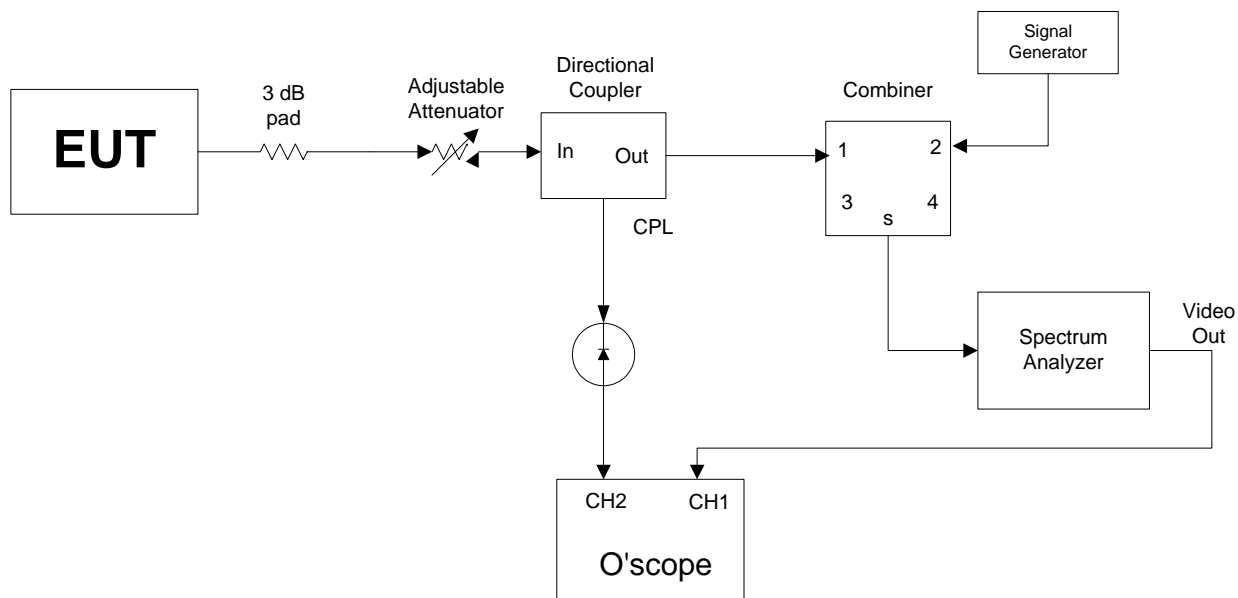 Signal
Generator
Directional
Coupler
Combiner
Adjustable
Attenuator
3 dB
pad
EUT
In
Out
1
2
3
4
s
CPL
Video
Out
Spectrum
Analyzer
CH2
CH1
O'scope